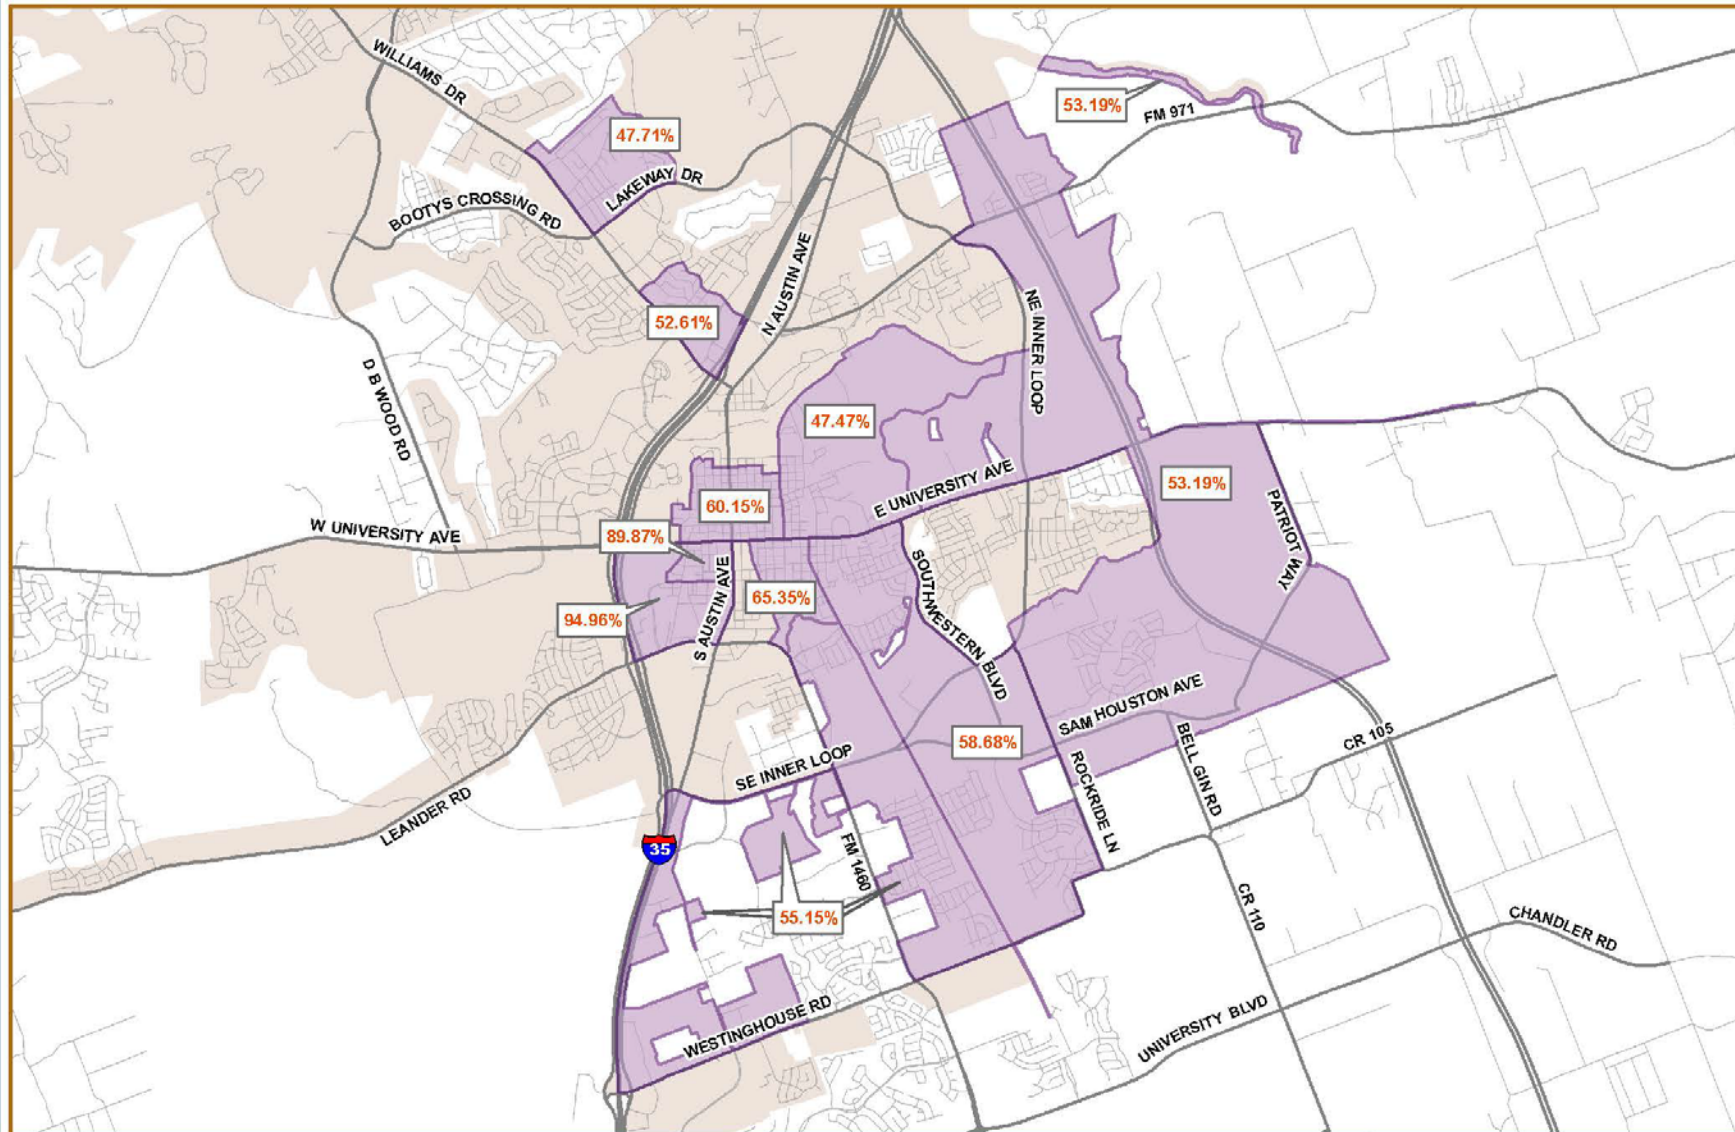 WILLIAMS DR
53.19%
FM 971
47.71%
LAKEWAY DR
BOOTYS CROSSING RD
N AUSTIN AVE
52.61%
NE INNER LOOP
D B WOOD RD
47.47%
E UNIVERSITY AVE
53.19%
PATRIOT WAY
60.15%
W UNIVERSITY AVE
89.87%
SOUTHWESTERN BLVD
S AUSTIN AVE
65.35%
94.96%
SAM HOUSTON AVE
58.68%
BELL GIN RD
CR 105
SE INNER LOOP
ROCKRIDE LN
LEANDER RD
35
FM 1460
55.15%
CR 110
CHANDLER RD
WESTINGHOUSE RD
UNIVERSITY BLVD